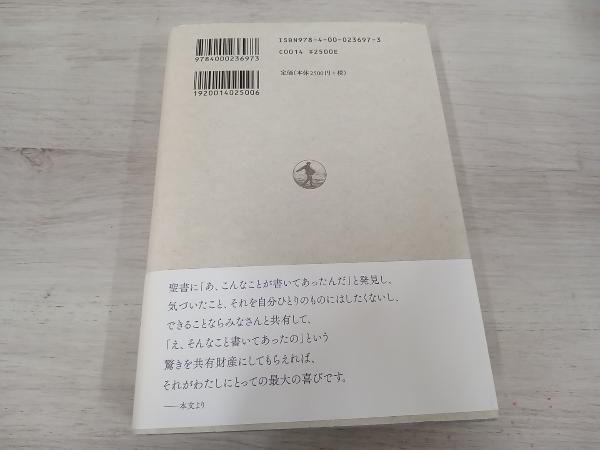 ISBN978-4-00-023697-3
C0014 ¥2500E
定価(本体2500円+税)
9784000236973
1920014025006
聖書に「あ、こんなことが書いてあったんだ」と発見し、
気づいたこと、それを自分ひとりのものにはしたくないし、
できることならみなさんと共有して、
「え、そんなこと書いてあったの」という
驚きを共有財産にしてもらえれば、
それがわたしにとっての最大の喜びです。
——本文より